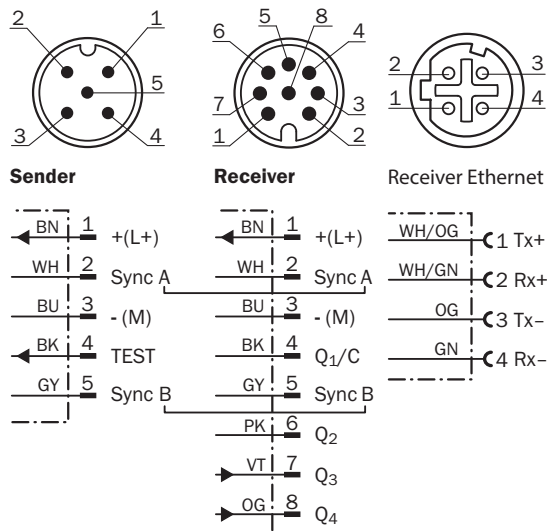 2 1
5
3 4
5 8
6 4
7 3
1 2
2 3
1 4
Sender
BN 1 +(L+)
WH 2 Sync A
BU 3 - (M)
BK 4 TEST
GY 5 Sync B
Receiver
BN 1 +(L+)
WH 2 Sync A
BU 3 - (M)
BK 4 Q1/C
GY 5 Sync B
PK 6 Q2
VT 7 Q3
OG 8 Q4
Receiver Ethernet
WH/OG 1 Tx+
WH/GN 2 Rx+
OG 3 Tx–
GN 4 Rx–